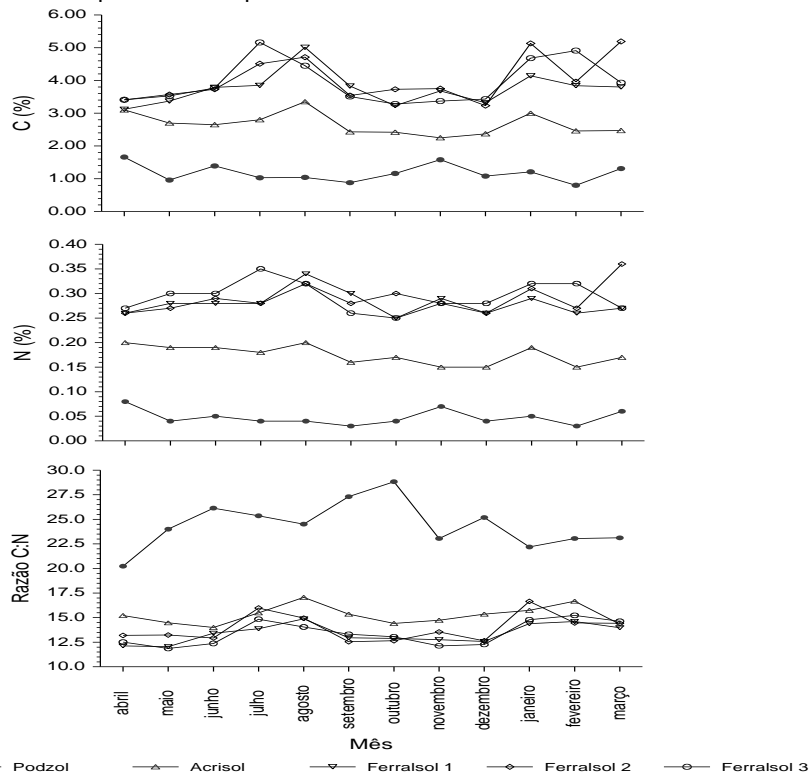 6.00
5.00
4.00
3.00
2.00
1.00
0.00
C (%)
0.40
0.35
0.30
0.25
0.20
0.15
0.10
0.05
0.00
N (%)
30.0
27.5
25.0
22.5
20.0
17.5
15.0
12.5
10.0
Razão C:N
abril
maio
junho
julho
agosto
setembro
outubro
novembro
dezembro
janeiro
fevereiro
março
Mês
Podzol Acrisol Ferralsol 1 Ferralsol 2 Ferralsol 3